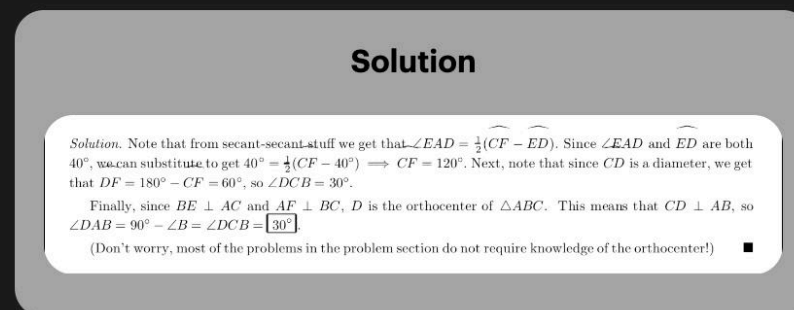 Solution
Solution. Note that from secant-secant stuff we get that ∠EAD = ½(CF − ED). Since ∠EAD and ED are both
40°, we can substitute to get 40° = ½(CF − 40°) ⟹ CF = 120°. Next, note that since CD is a diameter, we get
that DF = 180° − CF = 60°, so ∠DCB = 30°.
Finally, since BE ⊥ AC and AF ⊥ BC, D is the orthocenter of △ABC. This means that CD ⊥ AB, so
∠DAB = 90° − ∠B = ∠DCB = 30°.
(Don't worry, most of the problems in the problem section do not require knowledge of the orthocenter!) ■